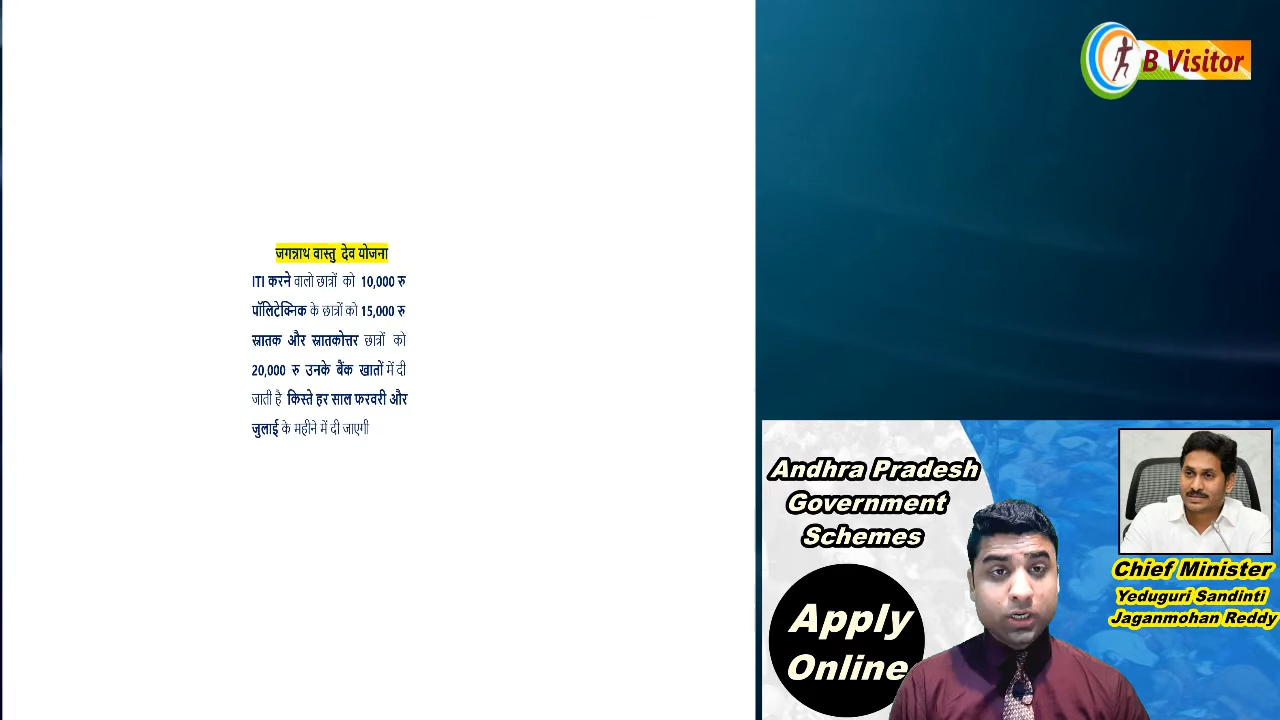 जगन्नाथ वास्तु देव योजना
ITI करने वालो छात्रों को 10,000 रु
पॉलिटेक्निक के छात्रों को 15,000 रु
स्नातक और स्नातकोत्तर छात्रों को
20,000 रु उनके बैंक खातों में दी
जाती है किस्ते हर साल फरवरी और
जुलाई के महीने में दी जाएगी
B Visitor
Andhra Pradesh
Government
Schemes
Apply
Online
Chief Minister
Yeduguri Sandinti
Jaganmohan Reddy